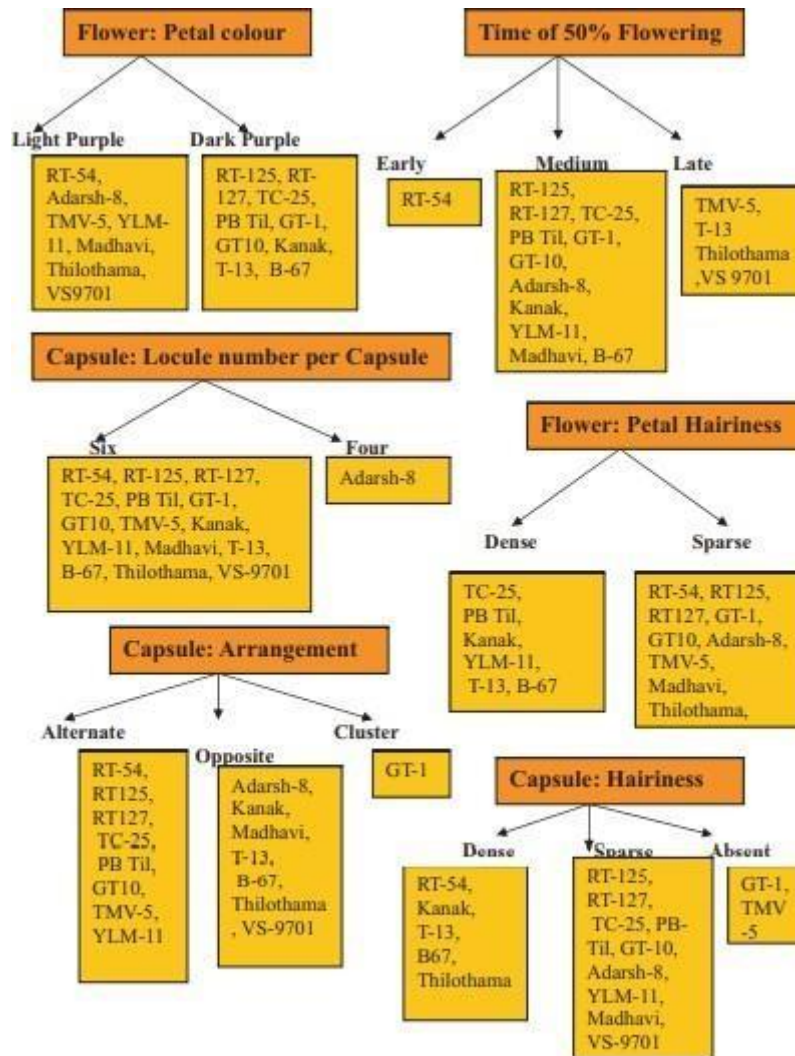 Flower: Petal colour
Light Purple
RT-54,
Adarsh-8,
TMV-5, YLM-
11, Madhavi,
Thilothama,
VS9701
Dark Purple
RT-125, RT-
127, TC-25,
PB Til, GT-1,
GT10, Kanak,
T-13, B-67
Time of 50% Flowering
Early
RT-54
Medium
RT-125,
RT-127, TC-25,
PB Til, GT-1,
GT-10,
Adarsh-8,
Kanak,
YLM-11,
Madhavi, B-67
Late
TMV-5,
T-13
Thilothama
,VS 9701
Capsule: Locule number per Capsule
Six
RT-54, RT-125, RT-127,
TC-25, PB Til, GT-1,
GT10, TMV-5, Kanak,
YLM-11, Madhavi, T-13,
B-67, Thilothama, VS-9701
Four
Adarsh-8
Flower: Petal Hairiness
Dense
TC-25,
PB Til,
Kanak,
YLM-11,
T-13, B-67
Sparse
RT-54, RT125,
RT127, GT-1,
GT10, Adarsh-8,
TMV-5,
Madhavi,
Thilothama,
Capsule: Arrangement
Alternate
RT-54,
RT125,
RT127,
TC-25,
PB Til,
GT10,
TMV-5,
YLM-11
Opposite
Adarsh-8,
Kanak,
Madhavi,
T-13,
B-67,
Thilothama
, VS-9701
Cluster
GT-1
Capsule: Hairiness
Dense
RT-54,
Kanak,
T-13,
B67,
Thilothama
Sparse
RT-125,
RT-127,
TC-25, PB-
Til, GT-10,
Adarsh-8,
YLM-11,
Madhavi,
VS-9701
Absent
GT-1,
TMV
-5